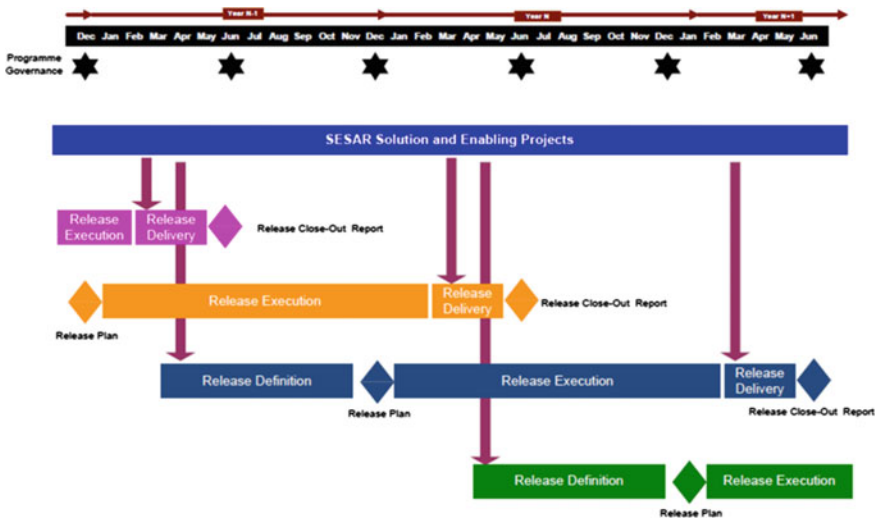 Year N-1 Year N Year N+1
Dec Jan Feb Mar Apr May Jun Jul Aug Sep Oct Nov Dec Jan Feb Mar Apr May Jun Jul Aug Sep Oct Nov Dec Jan Feb Mar Apr May Jun
Programme
Governance
SESAR Solution and Enabling Projects
Release
Execution
Release
Delivery
Release Close-Out Report
Release Execution
Release
Delivery
Release Close-Out Report
Release Plan
Release Definition
Release Execution
Release
Delivery
Release Plan
Release Close-Out Report
Release Definition
Release Execution
Release Plan